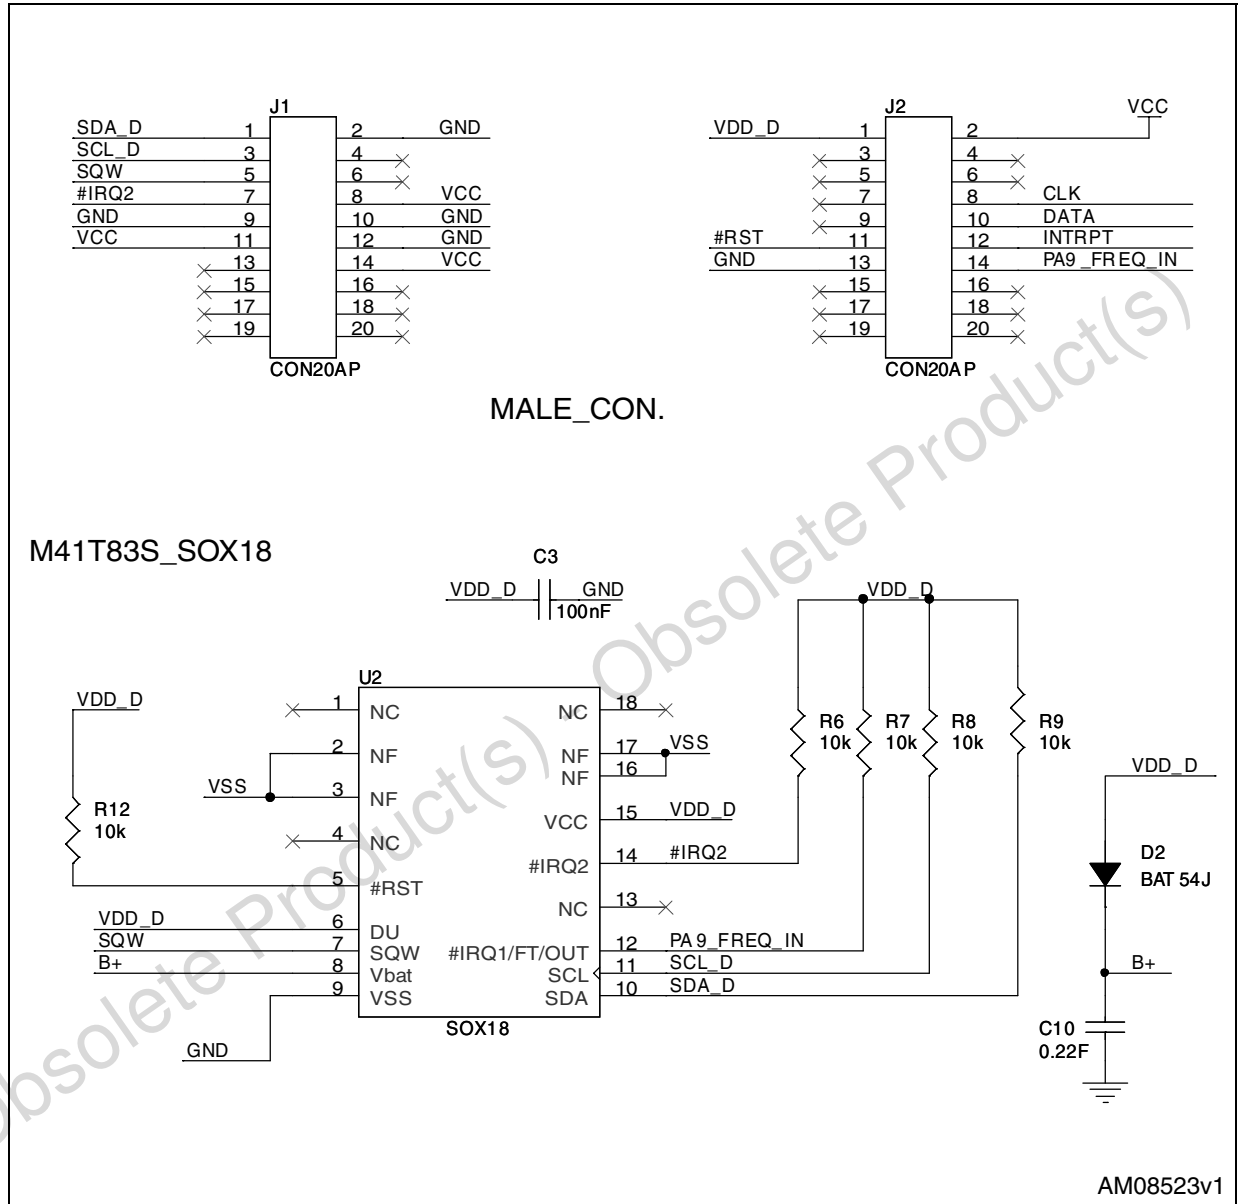 J1
SDA_D 1 2 GND
SCL_D 3 4
SQW 5 6
#IRQ2 7 8 VCC
GND 9 10 GND
VCC 11 12 GND
13 14 VCC
15 16
17 18
19 20
CON20AP
J2
VCC
VDD_D 1 2
3 4
5 6
7 8 CLK
9 10 DATA
#RST 11 12 INTRPT
GND 13 14 PA9_FREQ_IN
15 16
17 18
19 20
CON20AP
MALE_CON.
M41T83S_SOX18
C3
VDD_D GND
100nF
VDD_D
R12
10k
VSS
VDD_D
SQW
B+
GND
U2
1 NC NC 18
2 NF NF 17 VSS
NF 16
3 NF
VCC 15 VDD_D
4 NC
#IRQ2 14 #IRQ2
5 #RST
NC 13
6 DU
7 SQW #IRQ1/FT/OUT 12 PA9_FREQ_IN
8 Vbat SCL 11 SCL_D
9 VSS SDA 10 SDA_D
SOX18
VDD_D
R6 R7 R8 R9
10k 10k 10k 10k
VDD_D
D2
BAT 54J
B+
C10
0.22F
Obsolete Product(s) - Obsolete Product(s)
AM08523v1